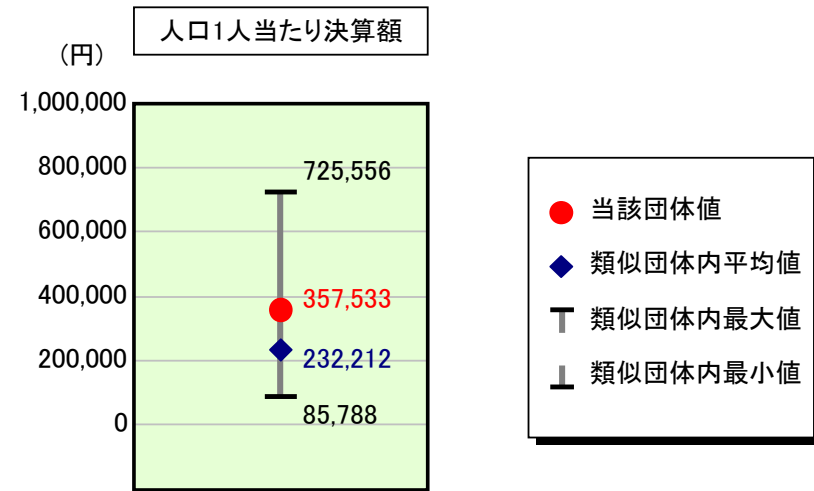 人口1人当たり決算額
(円)
1,000,000
800,000
600,000
400,000
200,000
0
725,556
357,533
232,212
85,788
当該団体値
類似団体内平均値
類似団体内最大値
類似団体内最小値